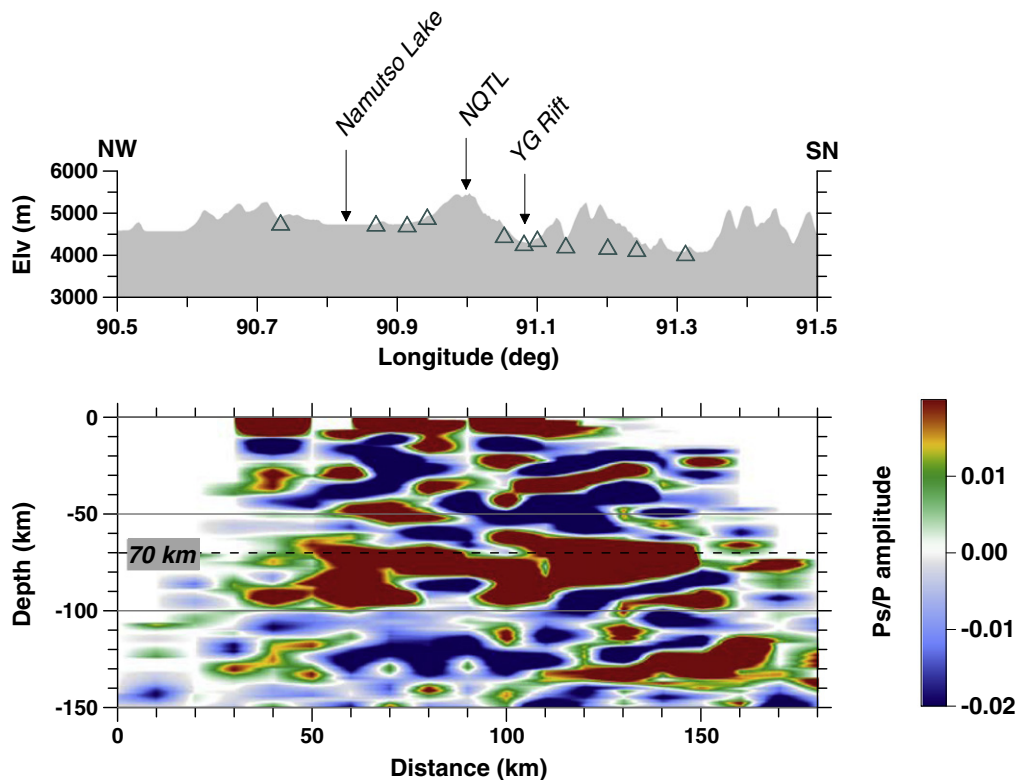 Namutso Lake
NQTL
YG Rift
NW
SN
6000
5000
4000
3000
Elv (m)
90.5 90.7 90.9 91.1 91.3 91.5
Longitude (deg)
0
-50
70 km
-100
-150
Depth (km)
0 50 100 150
Distance (km)
0.01
0.00
-0.01
-0.02
Ps/P amplitude